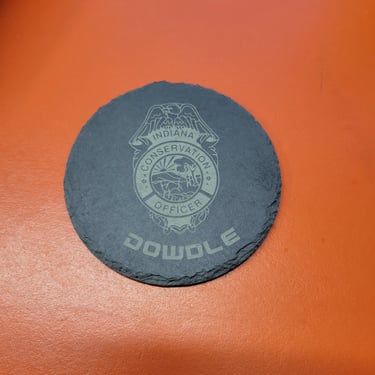 INDIANA
CONSERVATION
OFFICER
DOWDLE